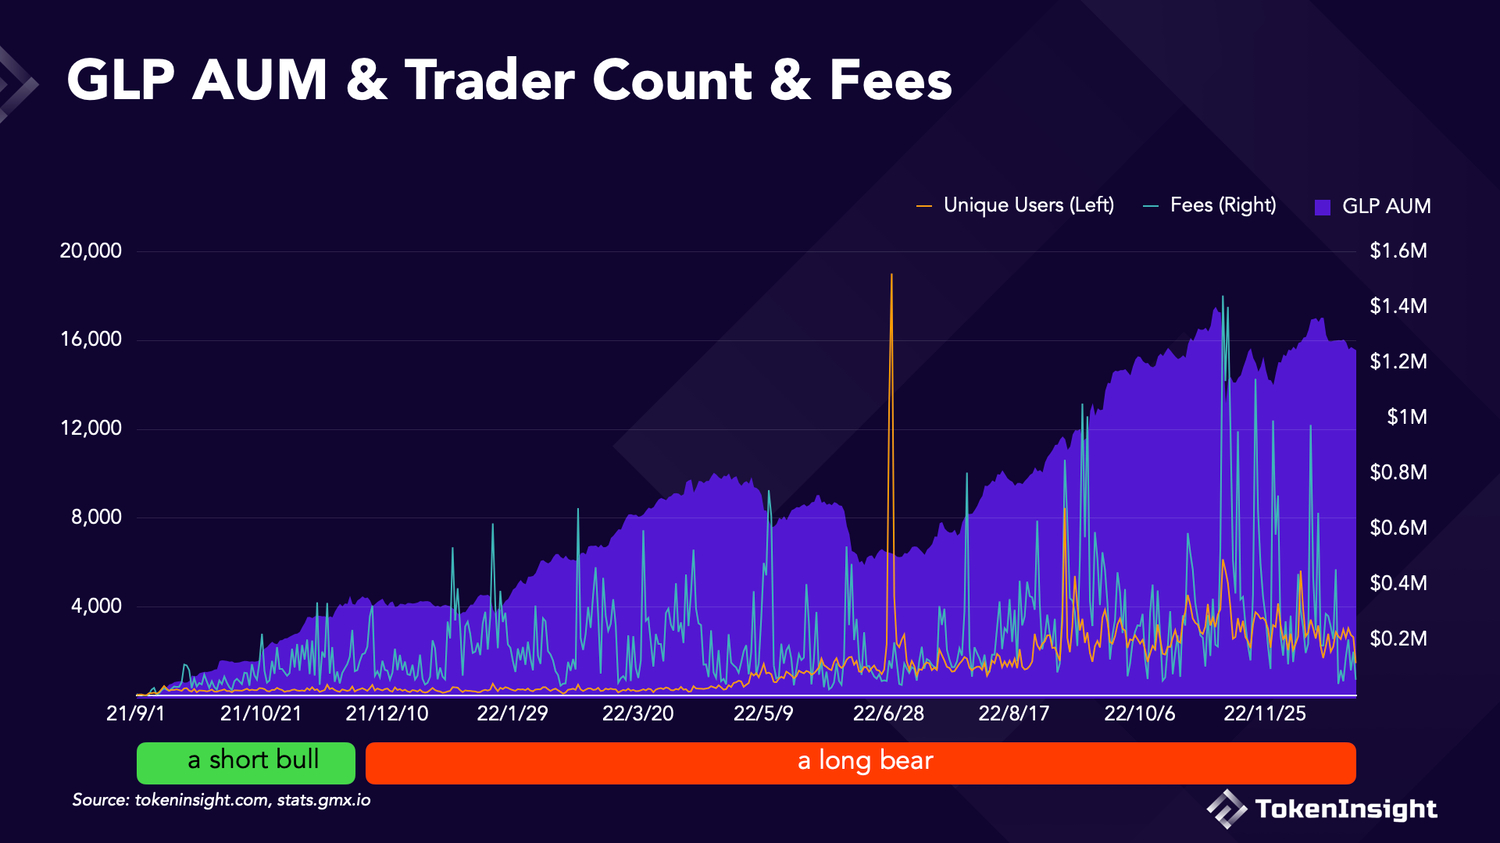 GLP AUM & Trader Count & Fees
Unique Users (Left)
Fees (Right)
GLP AUM
20,000
16,000
12,000
8,000
4,000
$1.6M
$1.4M
$1.2M
$1M
$0.8M
$0.6M
$0.4M
$0.2M
21/9/1
21/10/21
21/12/10
22/1/29
22/3/20
22/5/9
22/6/28
22/8/17
22/10/6
22/11/25
a short bull
a long bear
Source: tokeninsight.com, stats.gmx.io
TokenInsight